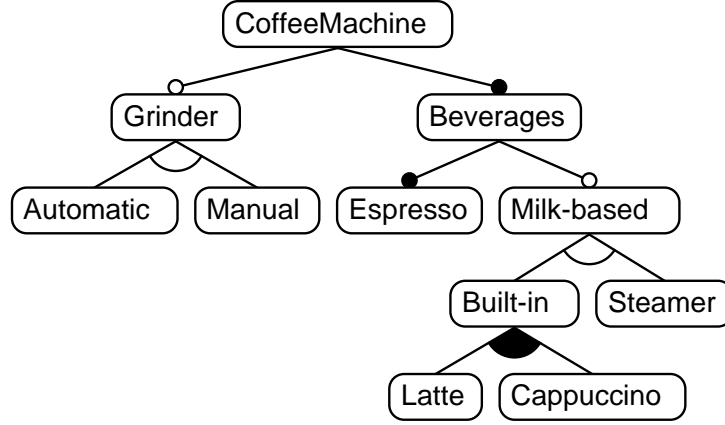 CoffeeMachine
Grinder
Beverages
Automatic
Manual
Espresso
Milk-based
Built-in
Steamer
Latte
Cappuccino